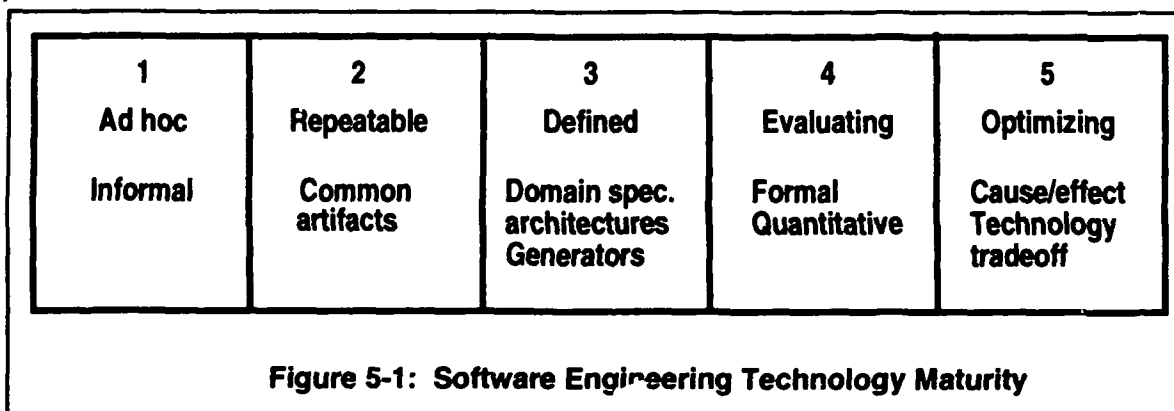 1
Ad hoc
Informal
2
Repeatable
Common
artifacts
3
Defined
Domain spec.
architectures
Generators
4
Evaluating
Formal
Quantitative
5
Optimizing
Cause/effect
Technology
tradeoff
Figure 5-1: Software Engineering Technology Maturity